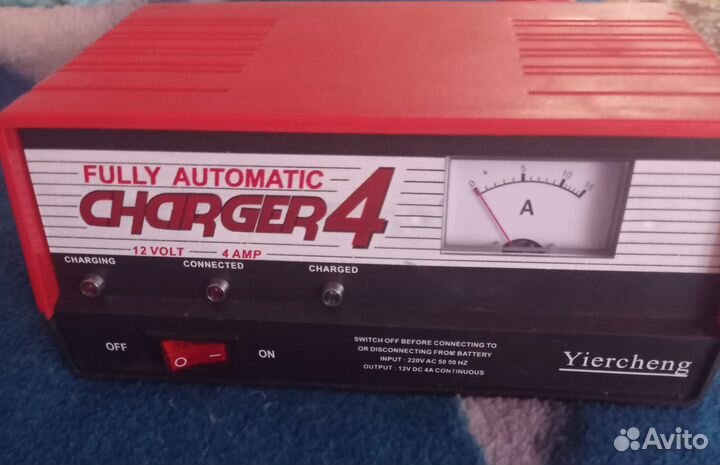 FULLY AUTOMATIC
CHARGER 4
12 VOLT 4 AMP
0 5 10 15
A
CHARGING CONNECTED CHARGED
OFF ON
SWITCH OFF BEFORE CONNECTING TO
OR DISCONNECTING FROM BATTERY
INPUT : 220V AC 50 50 HZ
OUTPUT : 12V DC 4A CONTINUOUS
Yiercheng
Avito